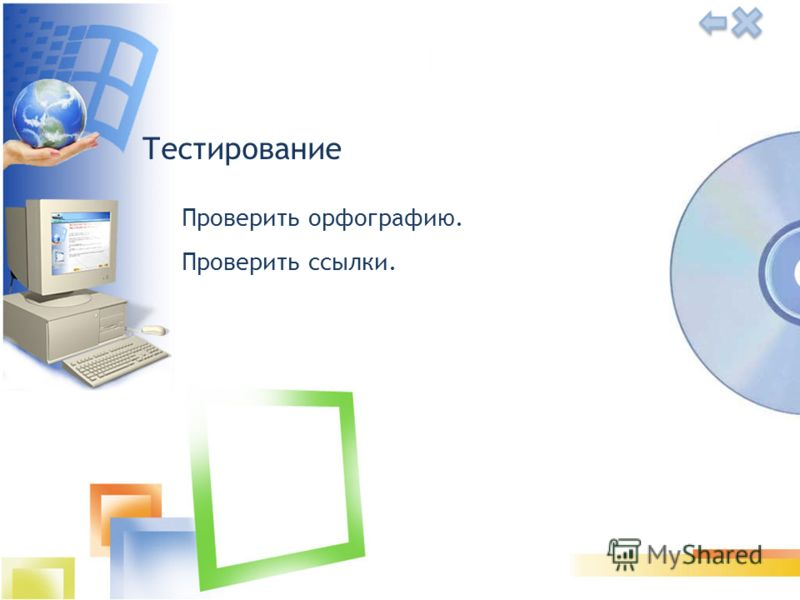 Тестирование
Проверить орфографию.
Проверить ссылки.
MyShared